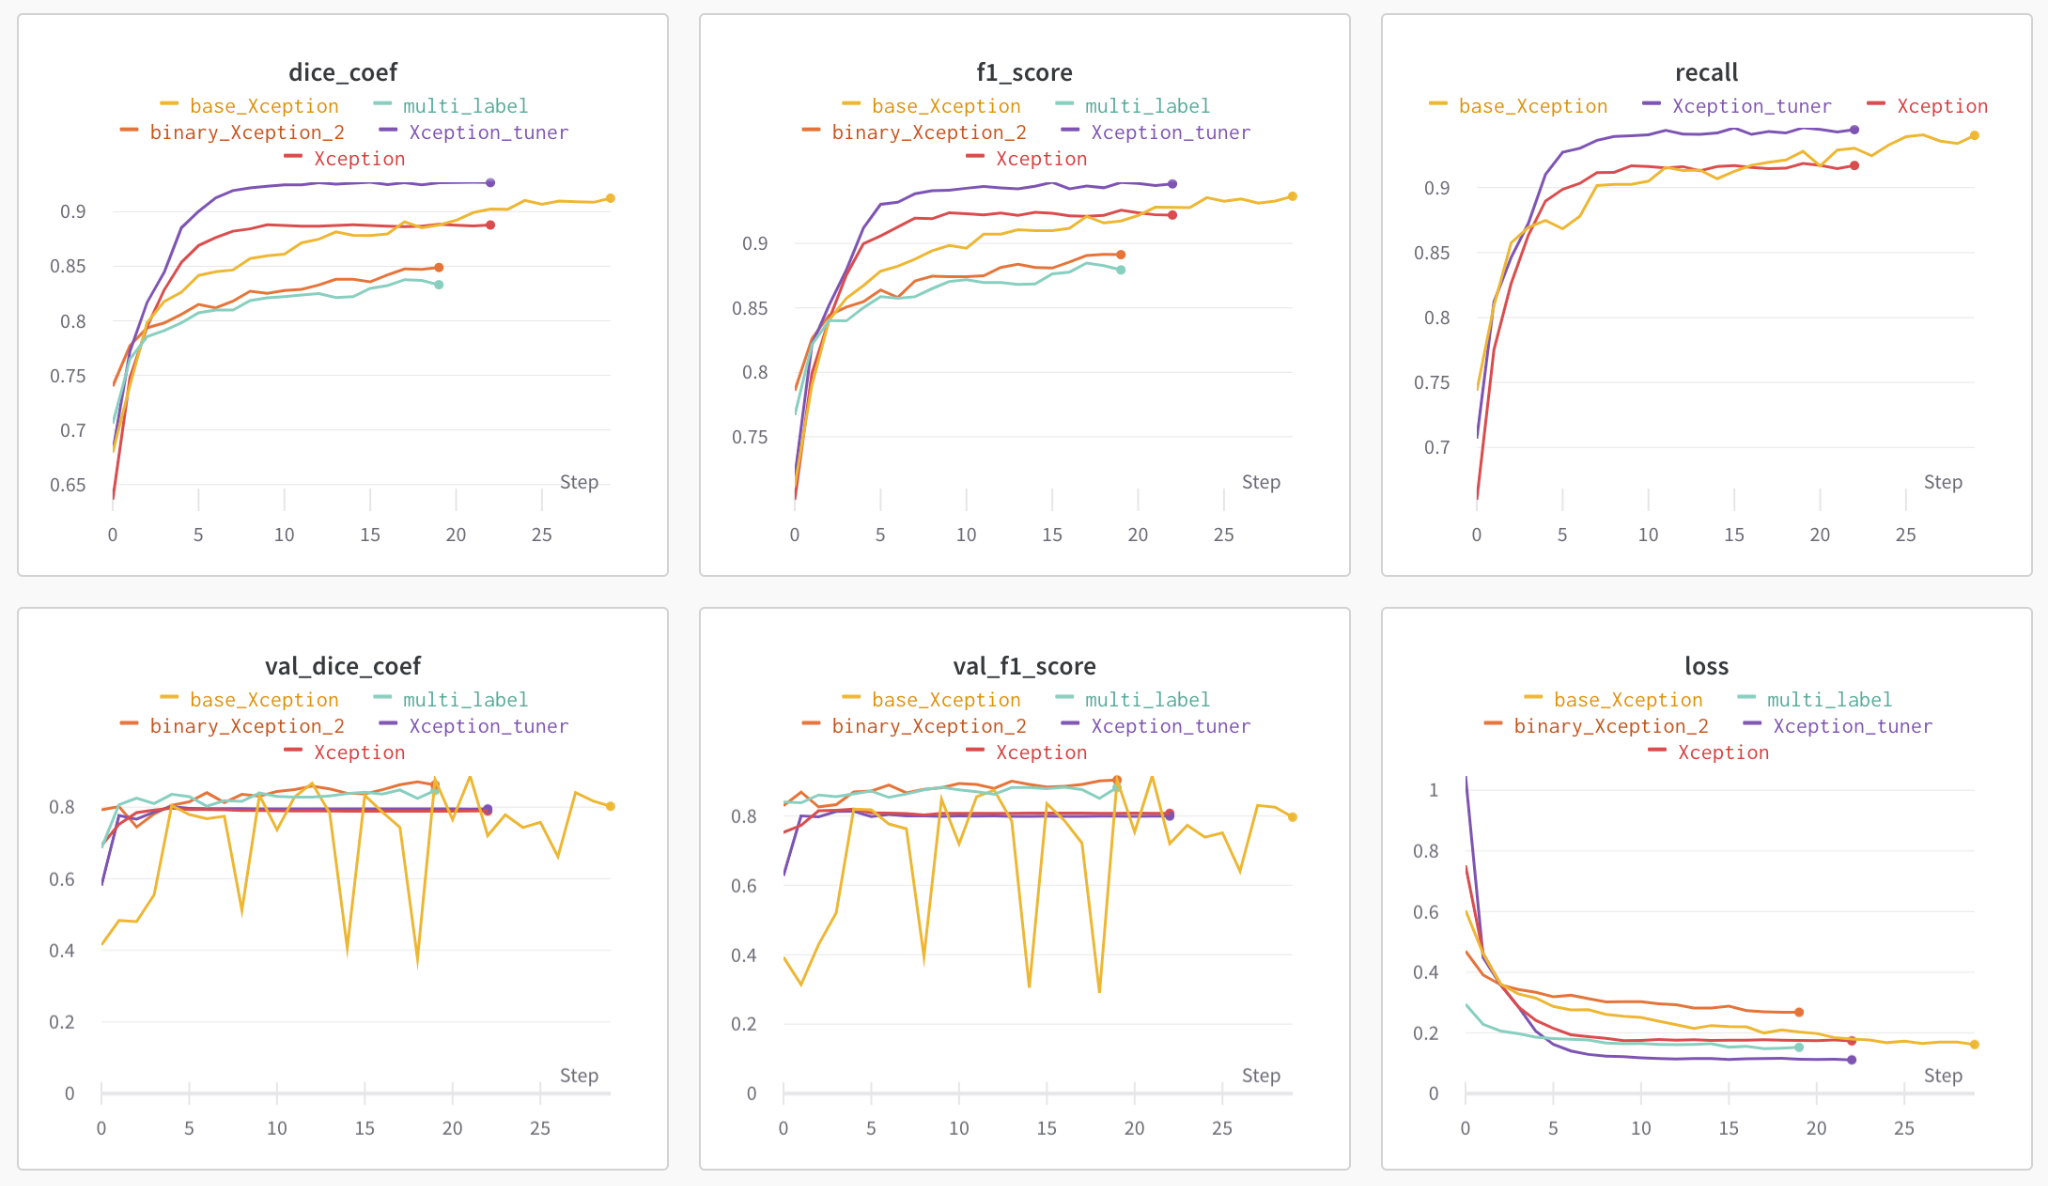 dice_coef
base_Xception multi_label
binary_Xception_2 Xception_tuner
Xception
0.9
0.85
0.8
0.75
0.7
0.65
Step
0 5 10 15 20 25
f1_score
base_Xception multi_label
binary_Xception_2 Xception_tuner
Xception
0.9
0.85
0.8
0.75
Step
0 5 10 15 20 25
recall
base_Xception Xception_tuner Xception
0.9
0.85
0.8
0.75
0.7
Step
0 5 10 15 20 25
val_dice_coef
base_Xception multi_label
binary_Xception_2 Xception_tuner
Xception
0.8
0.6
0.4
0.2
0
Step
0 5 10 15 20 25
val_f1_score
base_Xception multi_label
binary_Xception_2 Xception_tuner
Xception
0.8
0.6
0.4
0.2
0
Step
0 5 10 15 20 25
loss
base_Xception multi_label
binary_Xception_2 Xception_tuner
Xception
1
0.8
0.6
0.4
0.2
0
Step
0 5 10 15 20 25